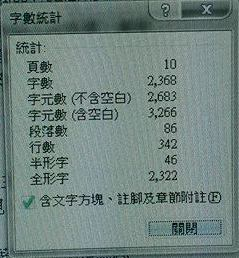 字數統計
?
X
統計:
頁數 10
字數 2,368
字元數 (不含空白) 2,683
字元數 (含空白) 3,266
段落數 86
行數 342
半形字 46
全形字 2,322
含文字方塊、註腳及章節附註(F)
關閉